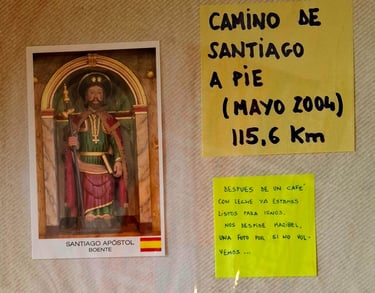 CAMINO DE
SANTIAGO
A PIE
(MAYO 2004)
115,6 Km
SANTIAGO APÓSTOL
BOENTE
DESPUES DE UN CAFÉ
CON LECHE YA ESTAMOS
LISTOS PARA IRNOS.
NOS DESPIDE MARIBEL,
UNA FOTO POR SI NO VOL-
VEMOS...